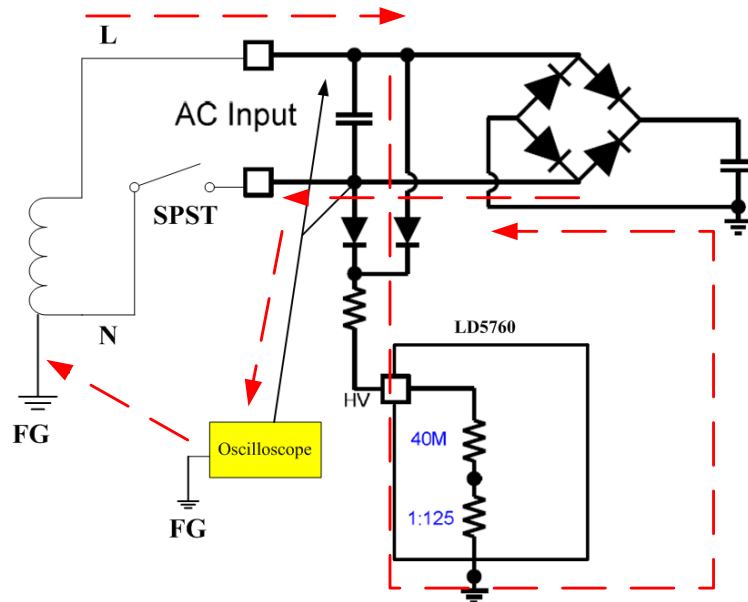 L
AC Input
SPST
N
LD5760
HV
FG
Oscilloscope
40M
FG
1:125